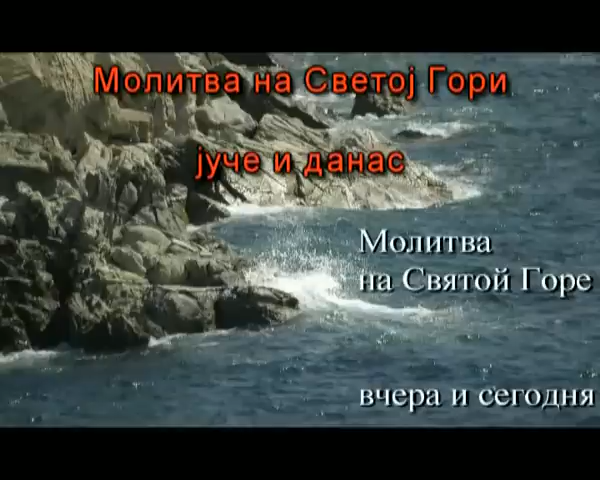 Молитва на Светој Гори
јуче и данас
Молитва
на Святой Горе
вчера и сегодня